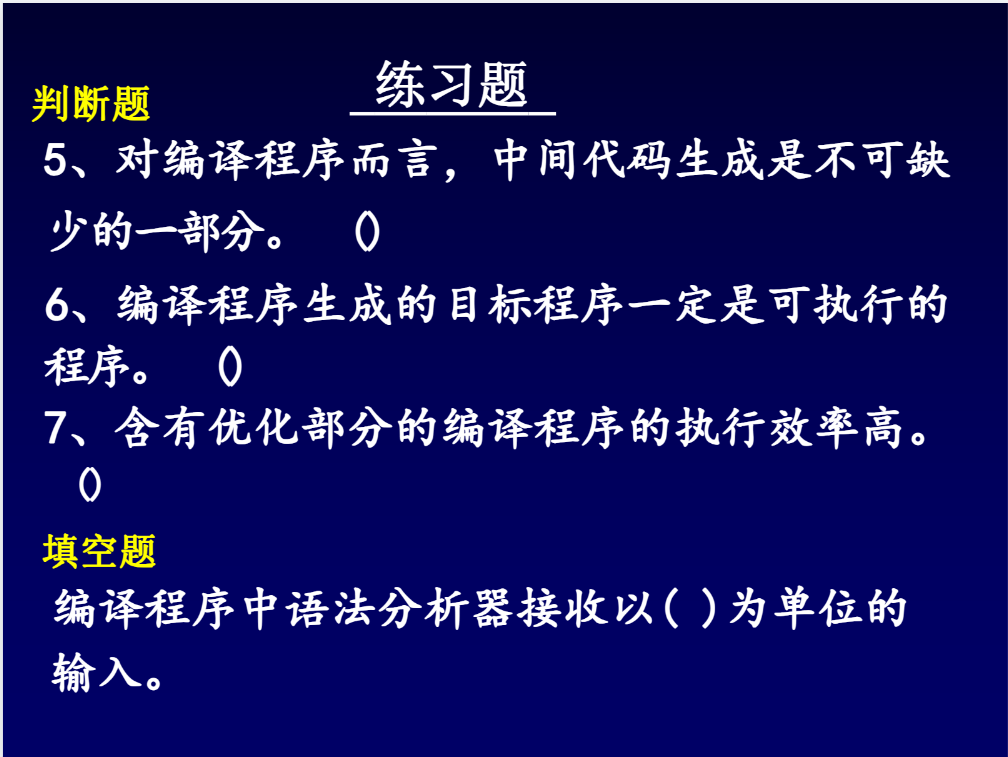 练习题
判断题
5、对编译程序而言，中间代码生成是不可缺
少的一部分。 ()
6、编译程序生成的目标程序一定是可执行的
程序。 ()
7、含有优化部分的编译程序的执行效率高。
()
填空题
编译程序中语法分析器接收以( )为单位的
输入。